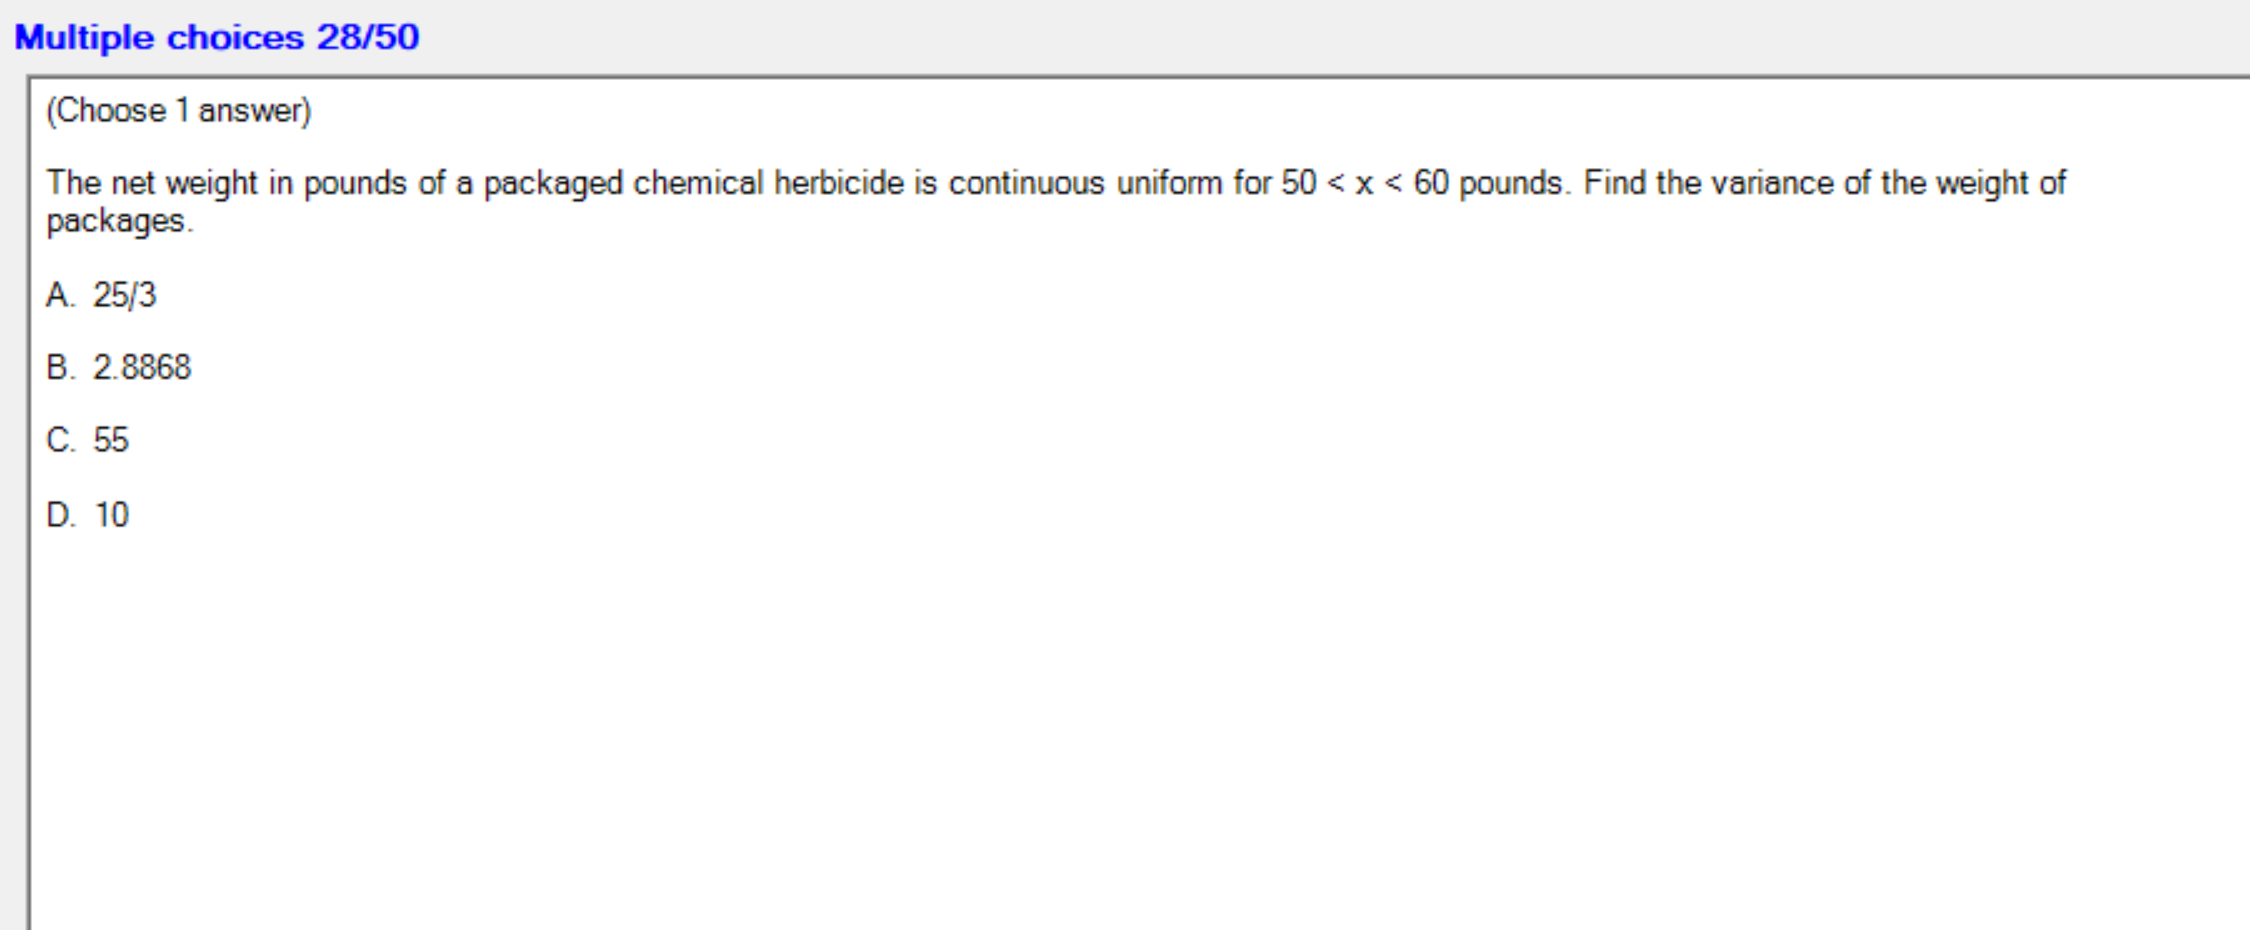 Multiple choices 28/50
(Choose 1 answer)
The net weight in pounds of a packaged chemical herbicide is continuous uniform for 50 < x < 60 pounds. Find the variance of the weight of
packages.
A. 25/3
B. 2.8868
C. 55
D. 10